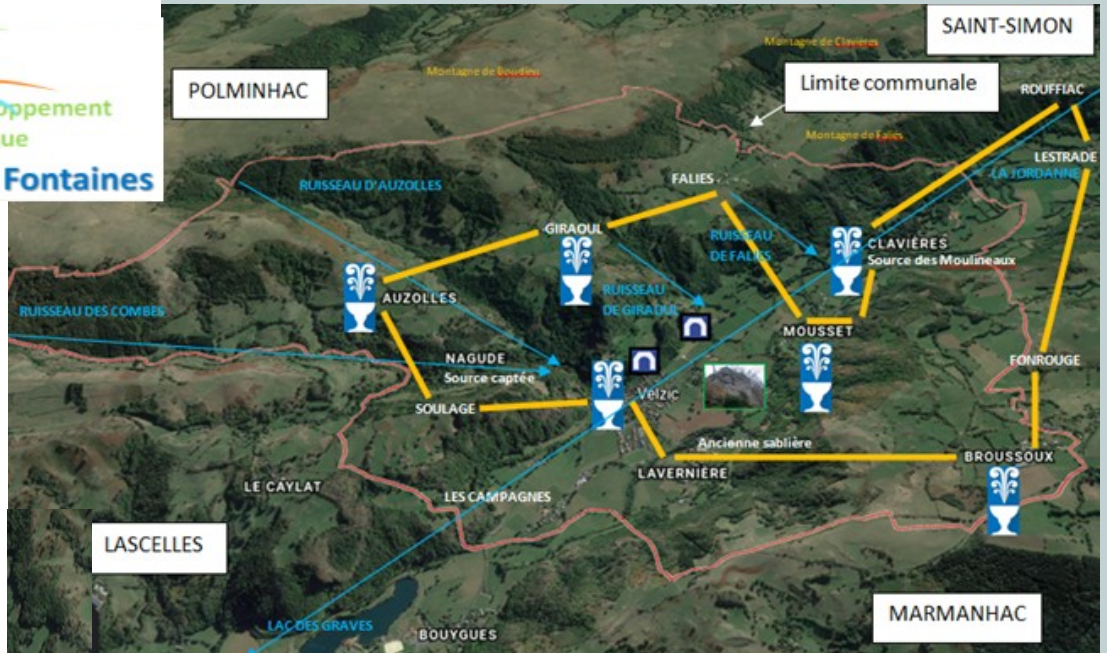 SAINT-SIMON
Montagne de Clavières
Montagne de Boudieu
POLMINHAC
Limite communale
ROUFFIAC
oppement
que
Fontaines
Montagne de Falies
LESTRADE
LA JORDANNE
RUISSEAU D'AUZOLLES
FALIES
GIRAOUL
RUISSEAU
DE FALIES
CLAVIÈRES
Source des Moulineaux
AUZOLLES
RUISSEAU
DE GIRAOUL
RUISSEAU DES COMBES
MOUSSET
NAGUDE
Source captée
FONROUGE
Velzic
SOULAGE
Ancienne sablière
BROUSSOUX
LAVERNIÈRE
LE CAYLAT
LES CAMPAGNES
LASCELLES
MARMANHAC
LAC DES GRAVES
BOUYGUES